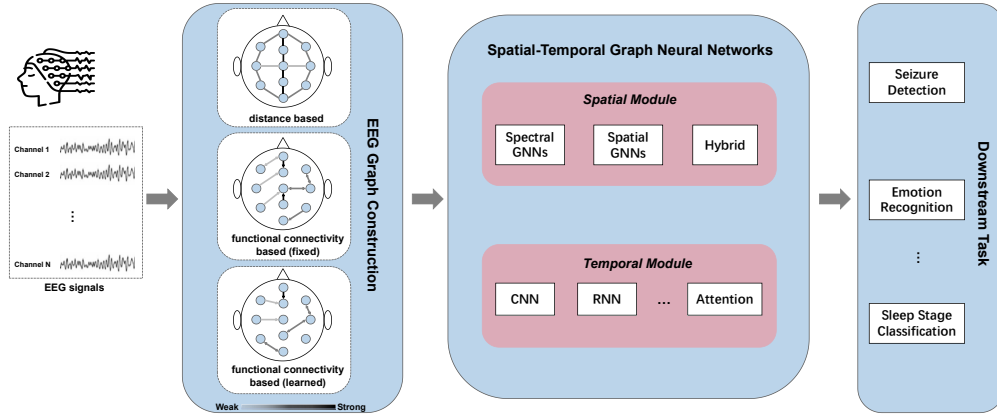 Channel 1
Channel 2
...
Channel N
EEG signals
distance based
functional connectivity
based (fixed)
functional connectivity
based (learned)
Weak
Strong
EEG Graph Construction
Spatial-Temporal Graph Neural Networks
Spatial Module
Spectral
GNNs
Spatial
GNNs
Hybrid
Temporal Module
CNN
RNN
...
Attention
Seizure
Detection
Emotion
Recognition
...
Sleep Stage
Classification
Downstream Task